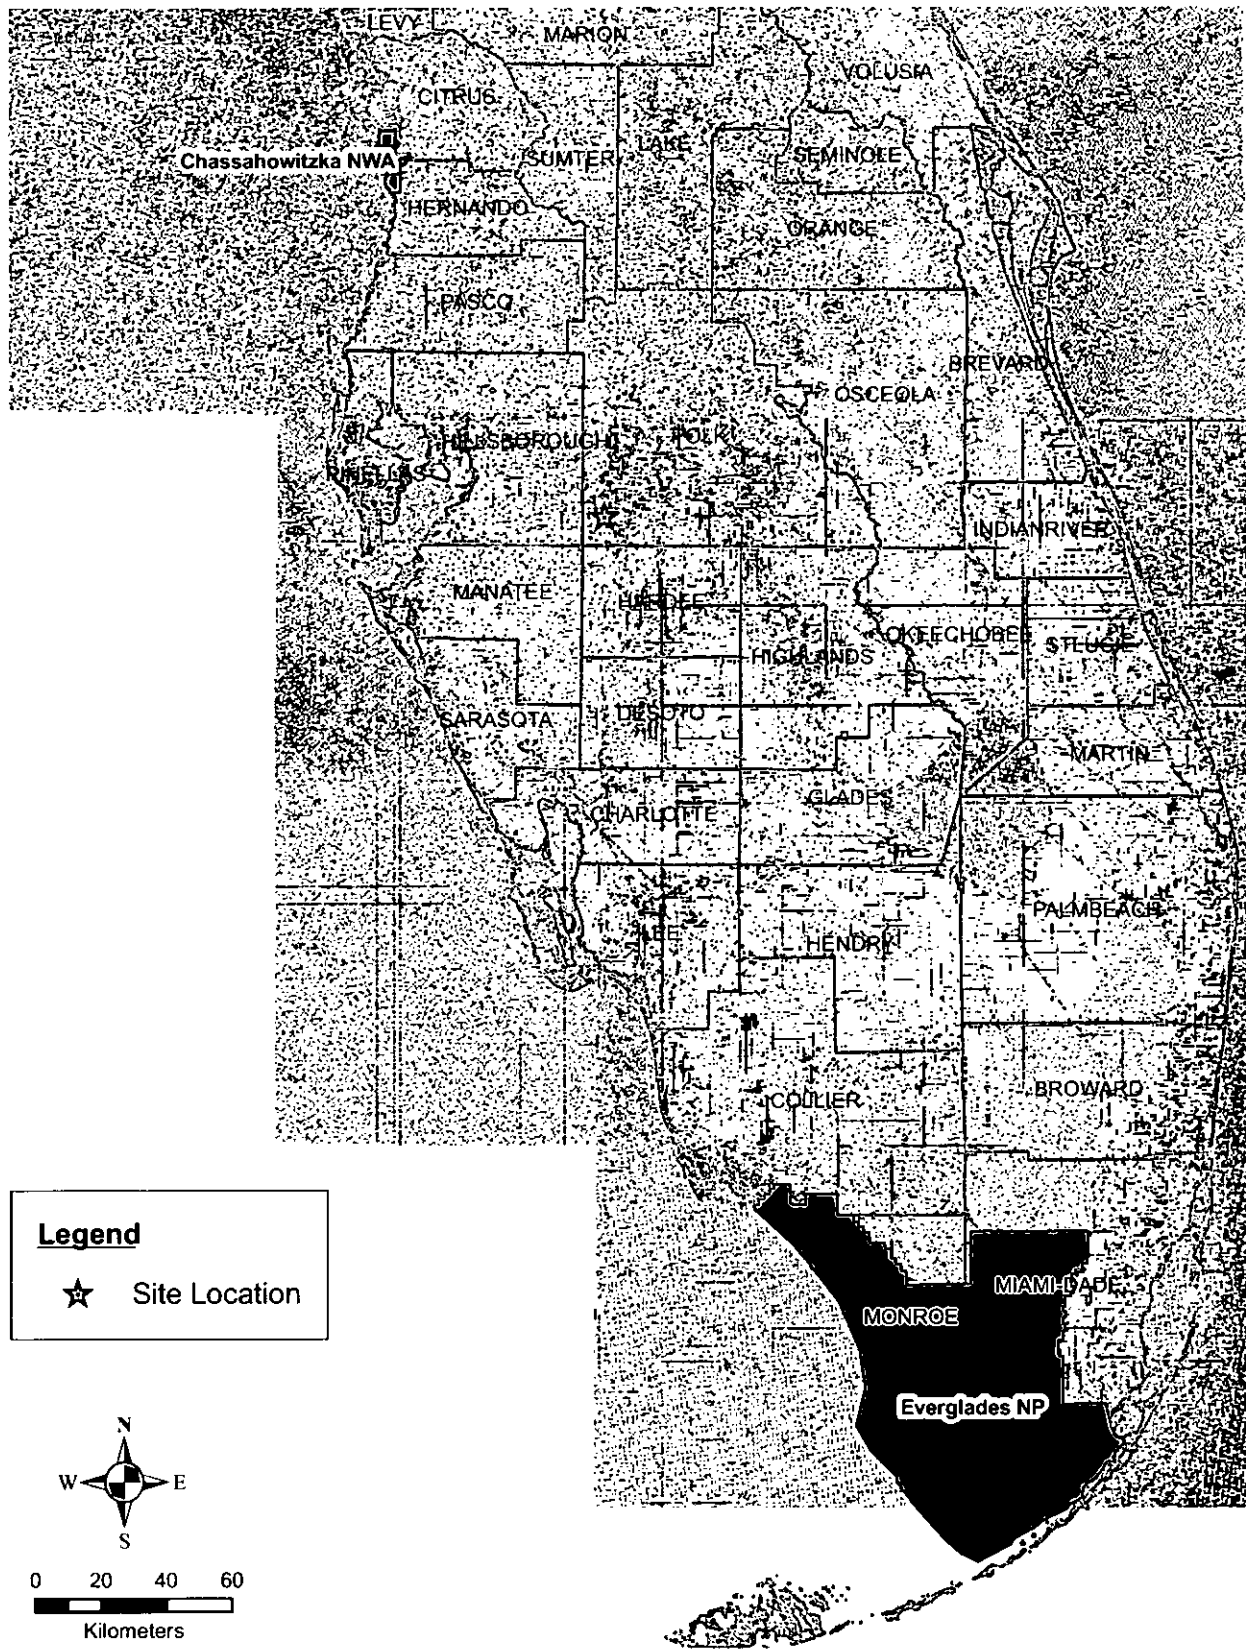 LEVY
MARION
VOLUSIA
CITRUS
LAKE
Chassahowitzka NWA
SUMTER
SEMINOLE
HERNANDO
ORANGE
PASCO
BREVARD
OSCEOLA
HILLSBOROUGH
POLK
PINELLAS
INDIANRIVER
MANATEE
HARDEE
OKEECHOBEE
STLUCIE
HIGHLANDS
SARASOTA
DESOTO
MARTIN
CHARLOTTE
GLADES
PALMBEACH
LEE
HENDRY
COLLIER
BROWARD
Legend
Site Location
MIAMI-DADE
MONROE
Everglades NP
N
W E
S
0 20 40 60
Kilometers